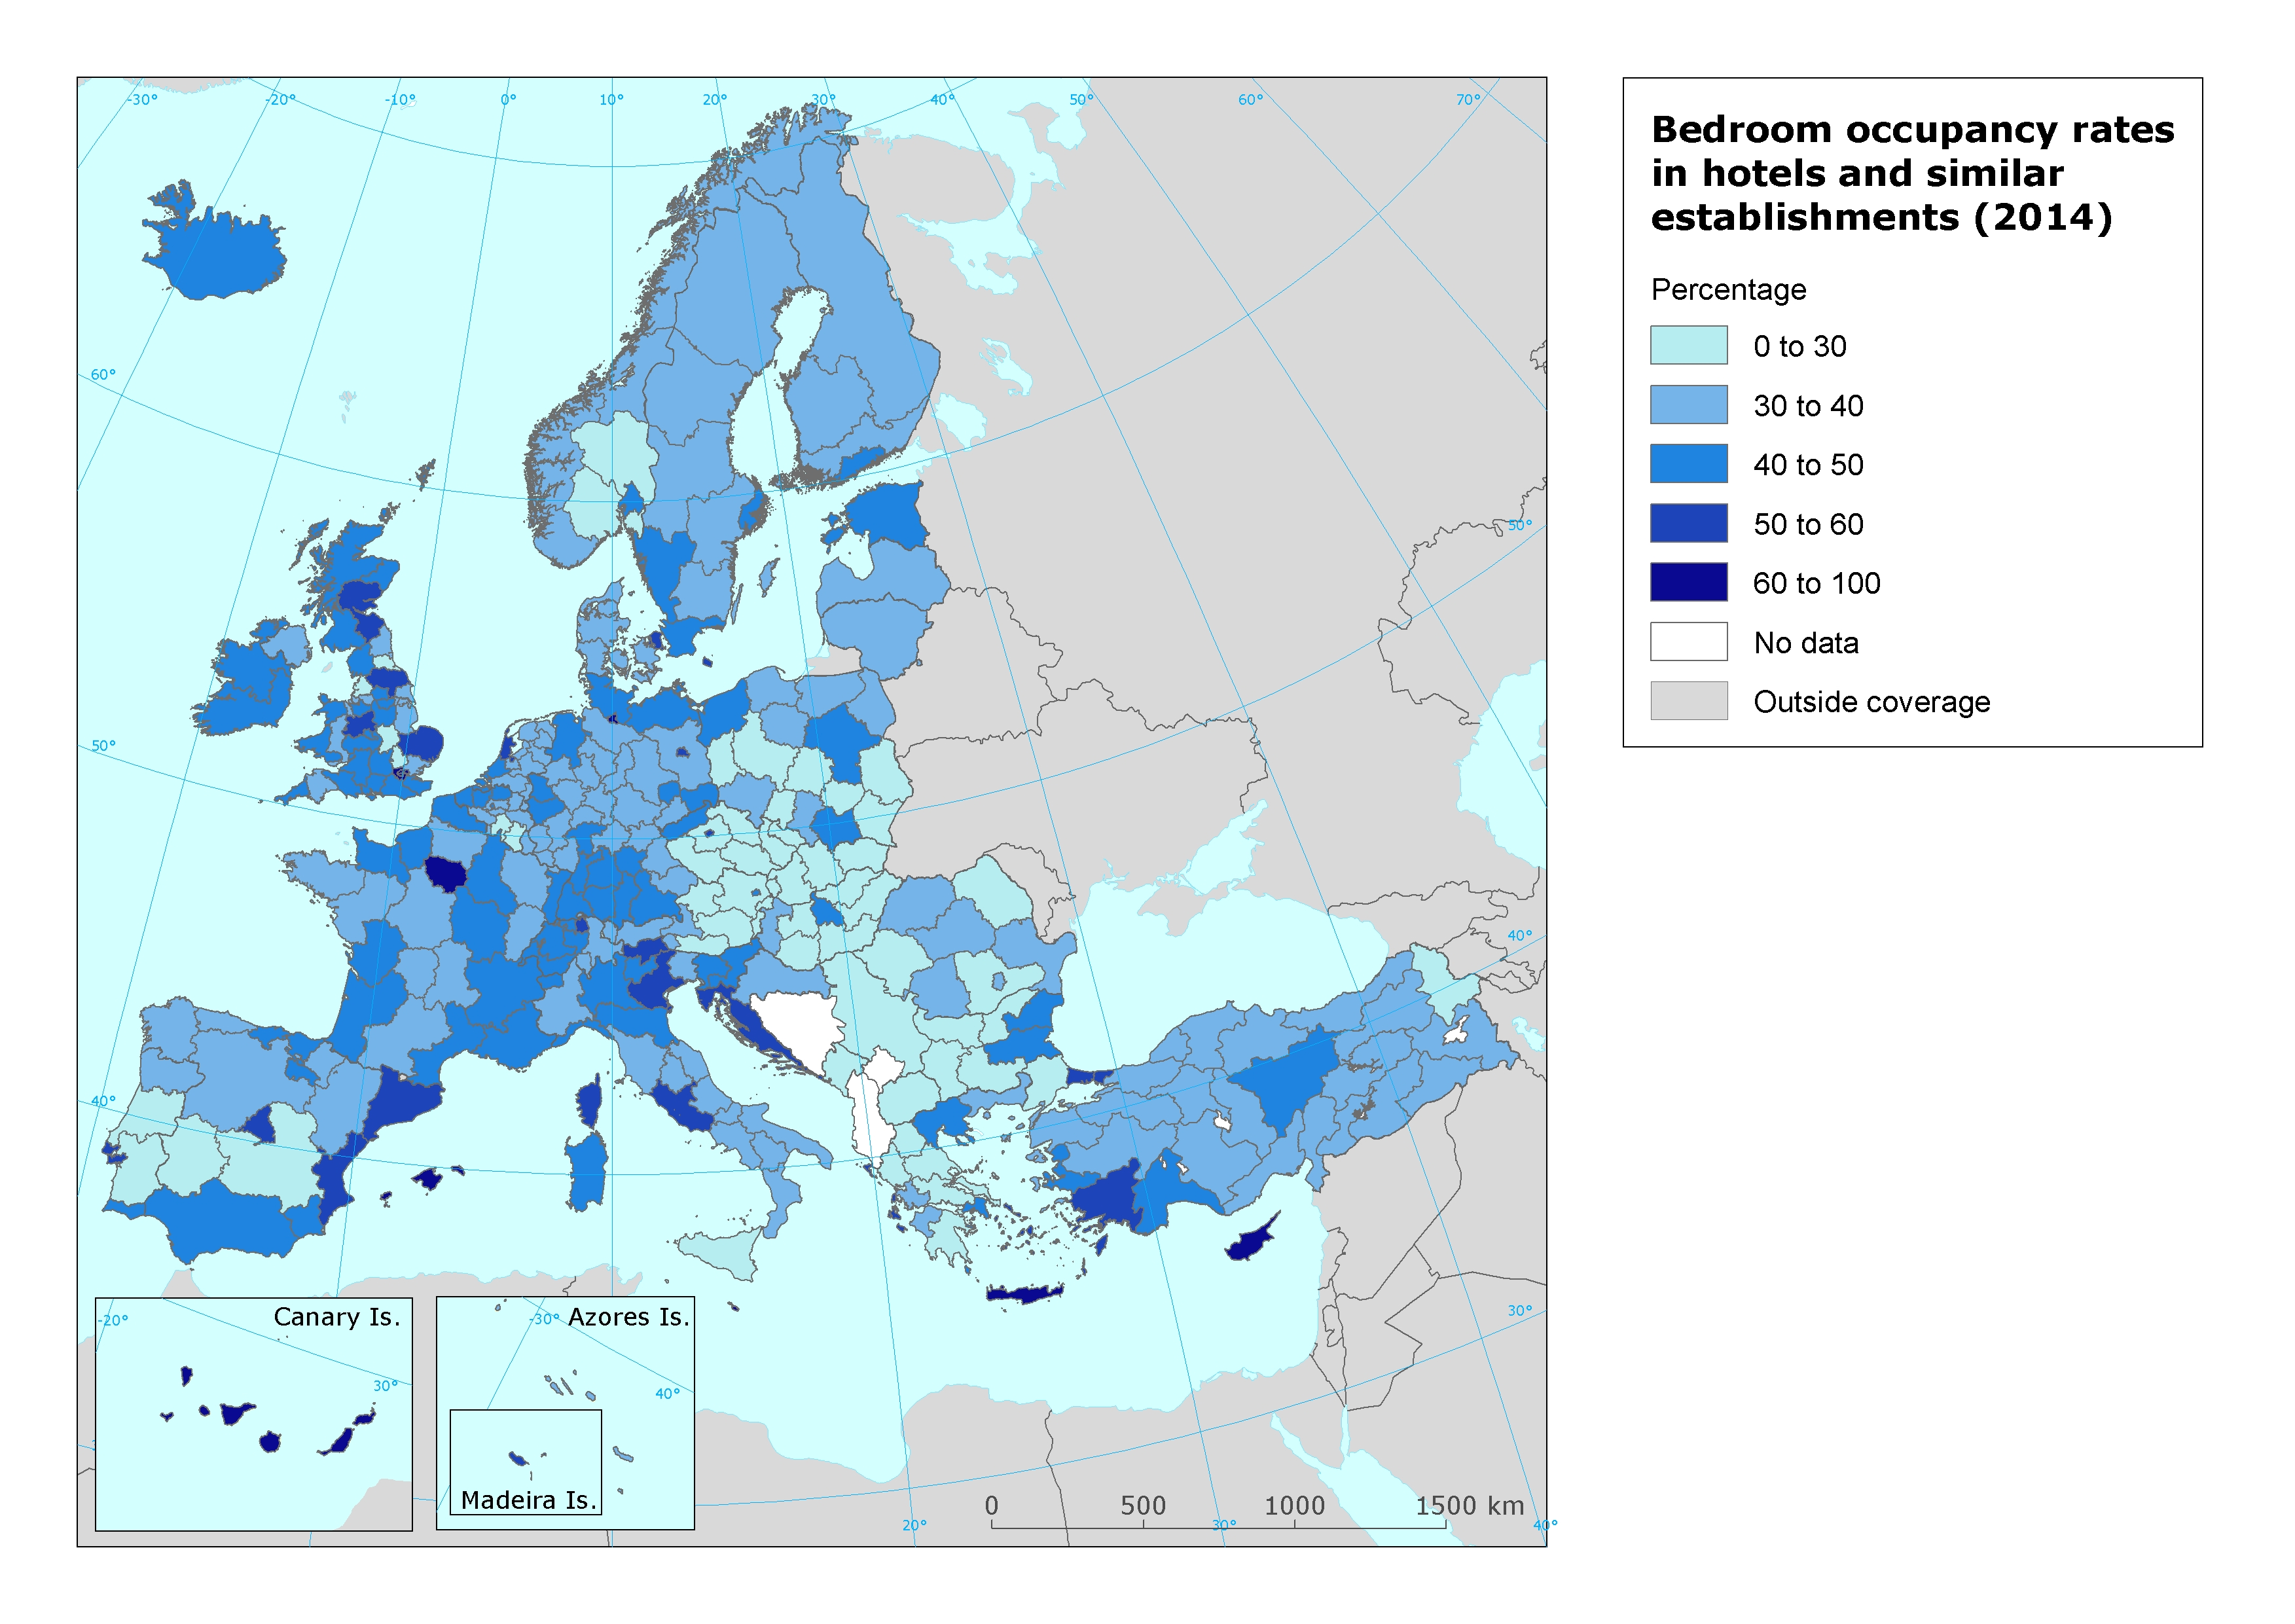 -30°
-20°
-10°
0°
10°
20°
30°
40°
50°
60°
70°
Bedroom occupancy rates
in hotels and similar
establishments (2014)
Percentage
0 to 30
30 to 40
40 to 50
50 to 60
60 to 100
No data
Outside coverage
60°
50°
50°
40°
40°
30°
Canary Is.
-20°
30°
Azores Is.
-30°
40°
Madeira Is.
0 500 1000 1500 km
20°
30°
40°